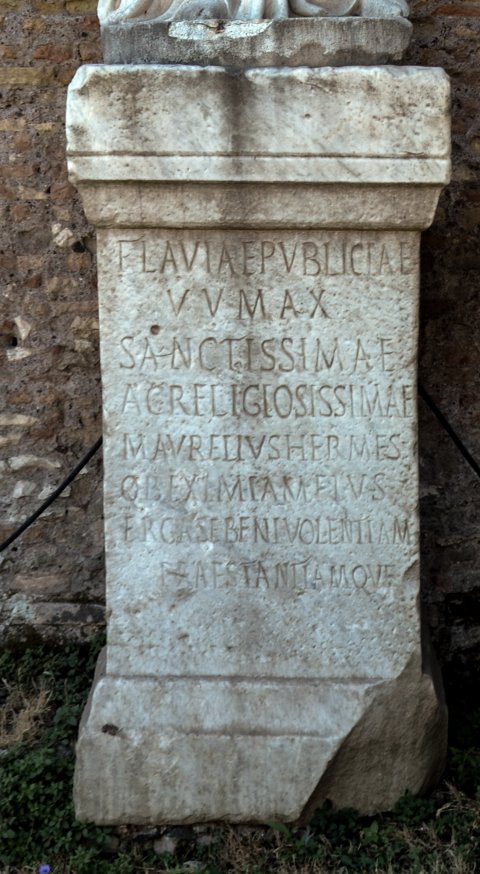 FLAVIAE PVBLICIAE
V V MAX
SANCTISSIMAE
AC RELIGIOSISSIMAE
M AVRELIVS HERMES
OB EXIMIAM EIVS
ERGA SE BENIVOLENTIAM
PRAESTANTIAMQVE